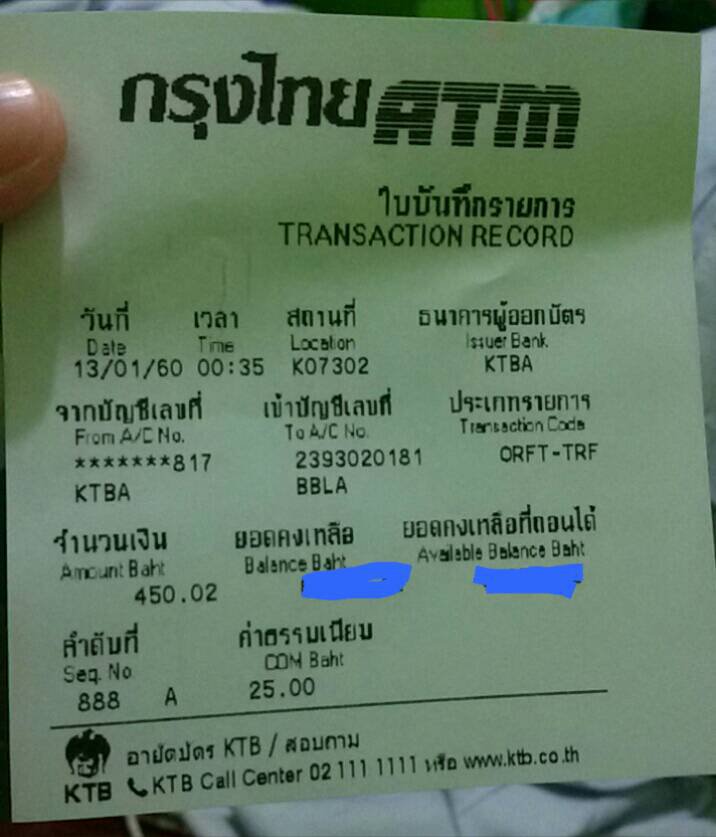 กรุงไทย ATM
ใบบันทึกรายการ
TRANSACTION RECORD
วันที่ เวลา สถานที่ ธนาคารผู้ออกบัตร
Date Time Location Issuer Bank
13/01/60 00:35 K07302 KTBA
จากบัญชีเลขที่ เข้าบัญชีเลขที่ ประเภทรายการ
From A/C No. To A/C No. Transaction Code
*******817 2393020181 ORFT-TRF
KTBA BBLA
จำนวนเงิน ยอดคงเหลือ ยอดคงเหลือที่ถอนได้
Amount Baht Balance Baht Available Balance Baht
450.02
ลำดับที่ ค่าธรรมเนียม
Seq. No COM Baht
888 A 25.00
อายัดบัตร KTB / สอบถาม
KTB KTB Call Center 02 111 1111 หรือ www.ktb.co.th